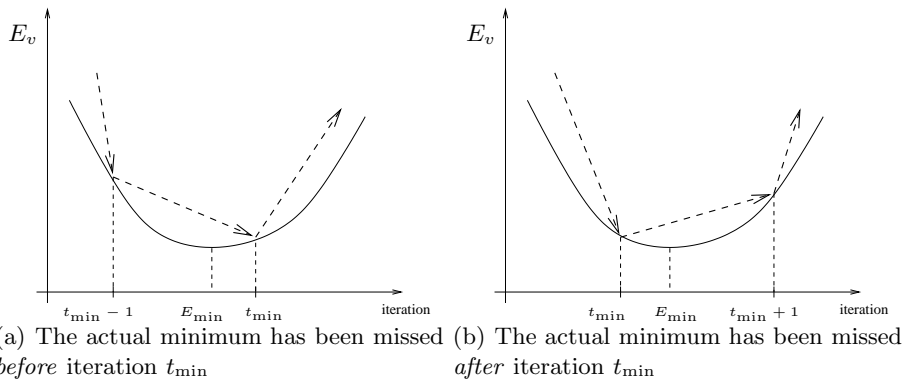 E_v
E_v
t_min − 1 E_min t_min iteration
t_min E_min t_min + 1 iteration
(a) The actual minimum has been missed
before iteration t_min
(b) The actual minimum has been missed
after iteration t_min